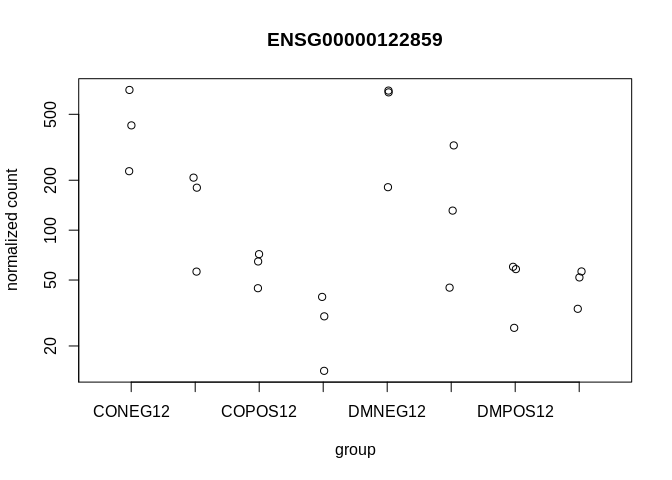 ENSG00000122859
normalized count
500
200
100
50
20
CONEG12 COPOS12 DMNEG12 DMPOS12
group